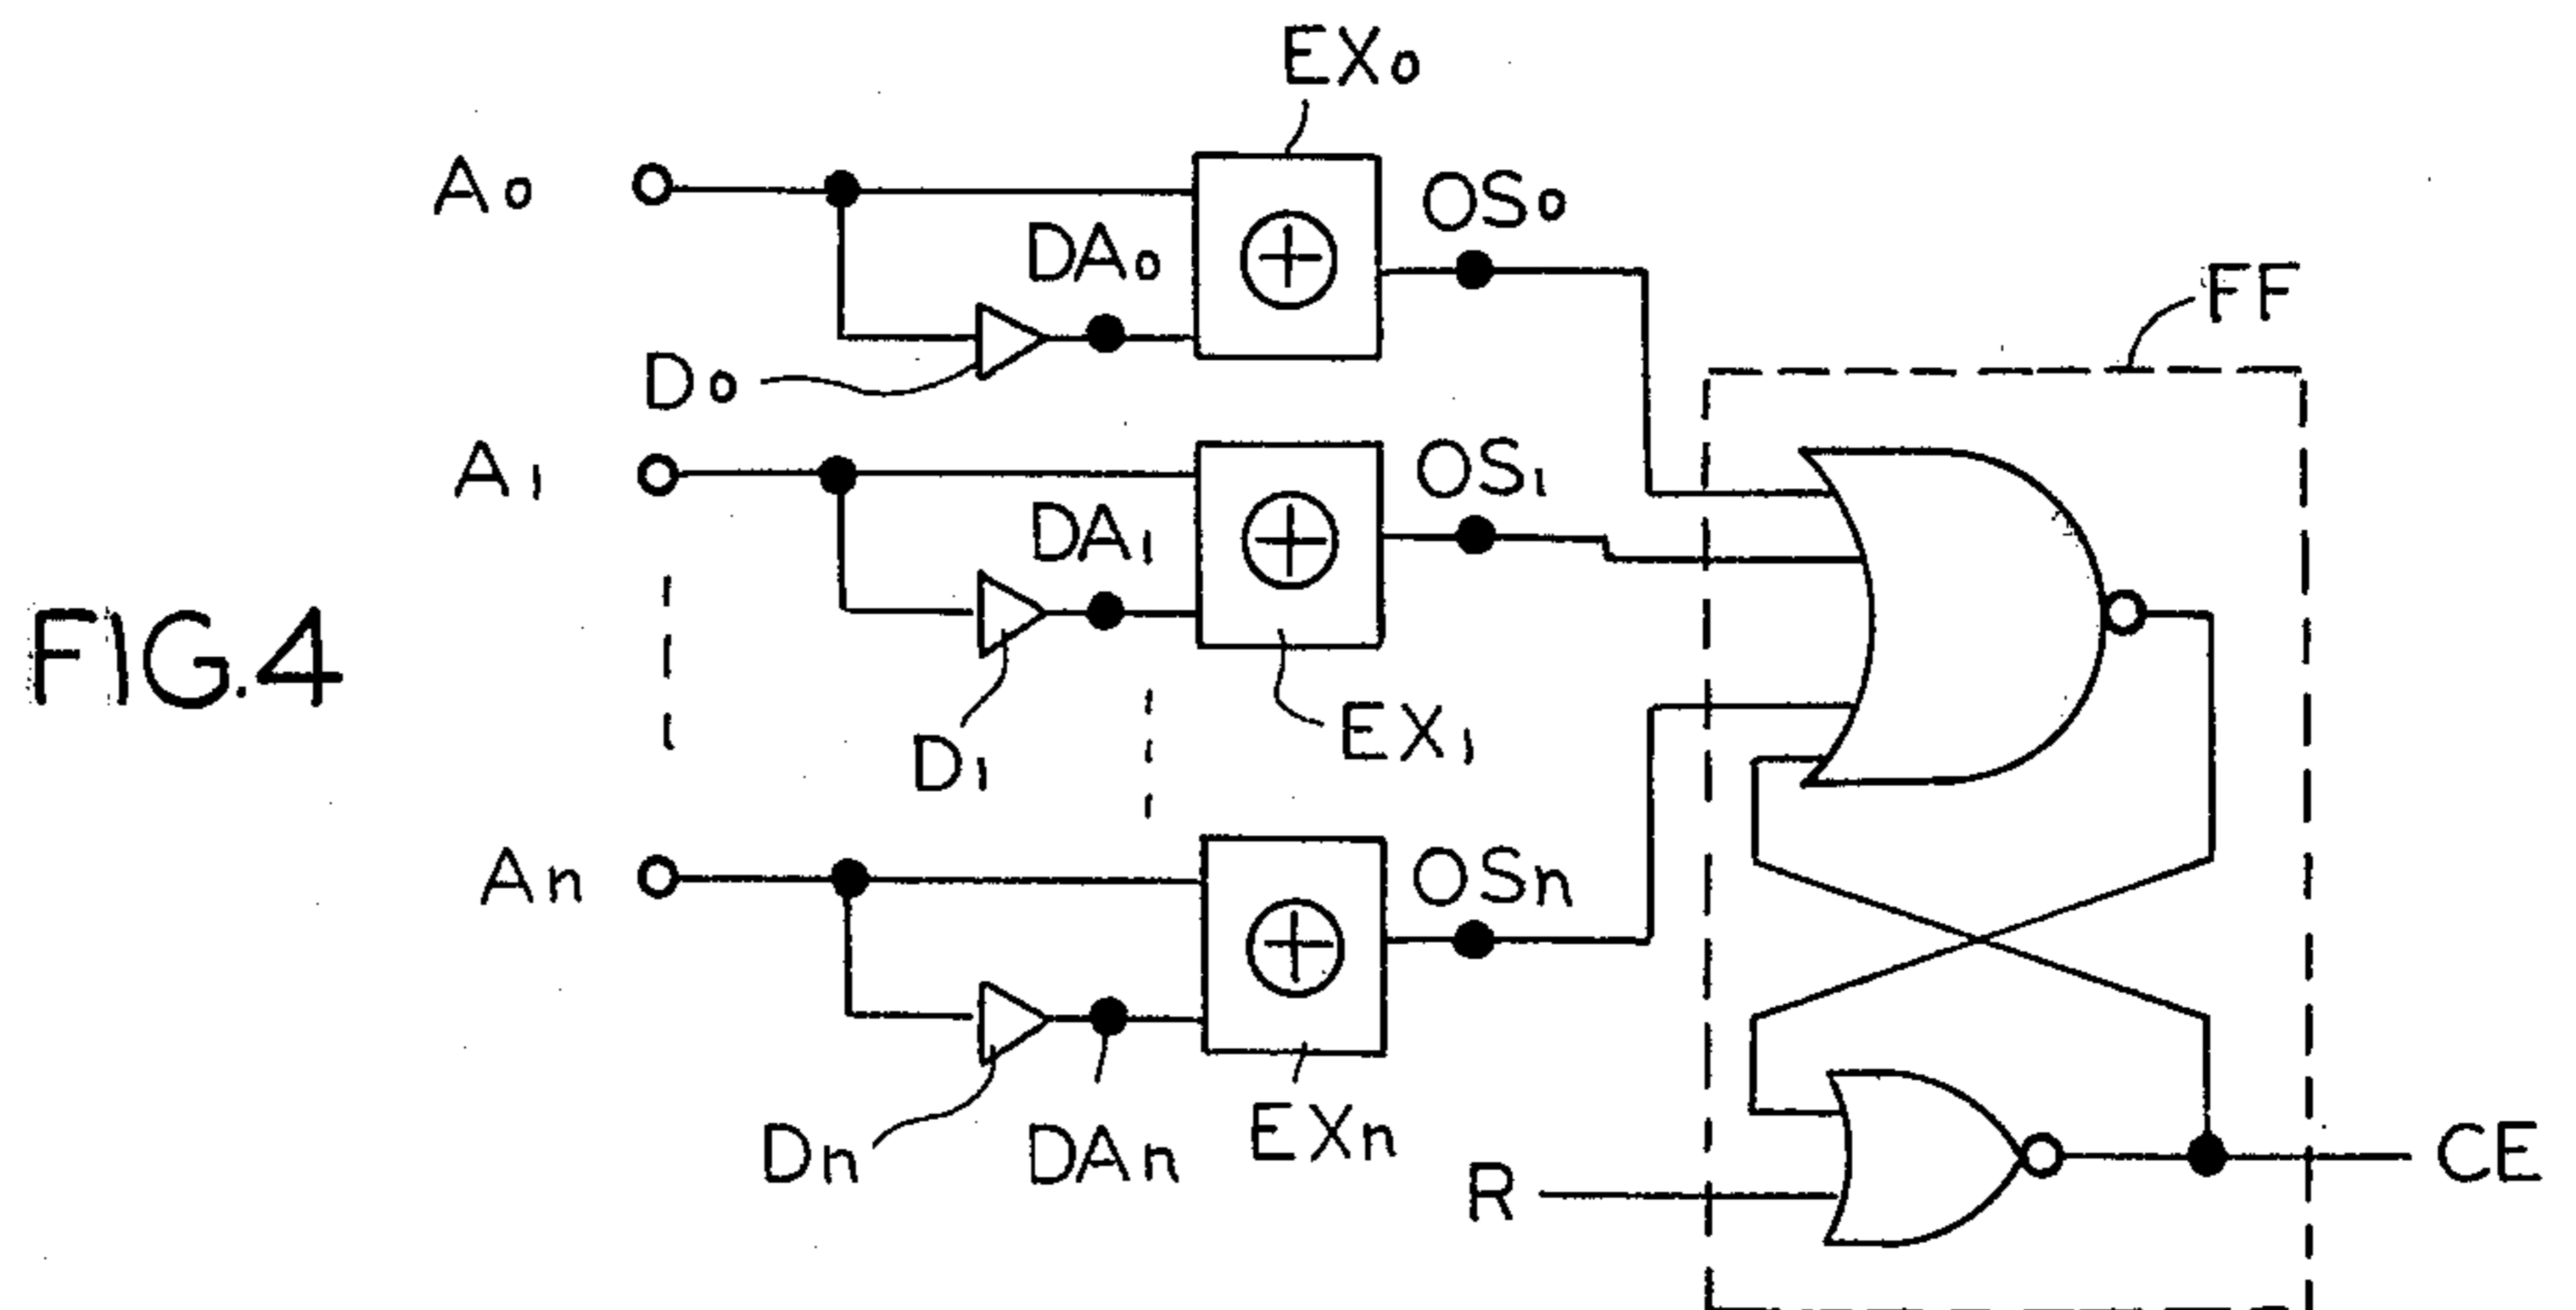 EX0
A0
DA0
OS0
FF
D0
A1
DA1
OS1
FIG.4
D1
EX1
An
OSn
Dn
DAn
EXn
R
CE